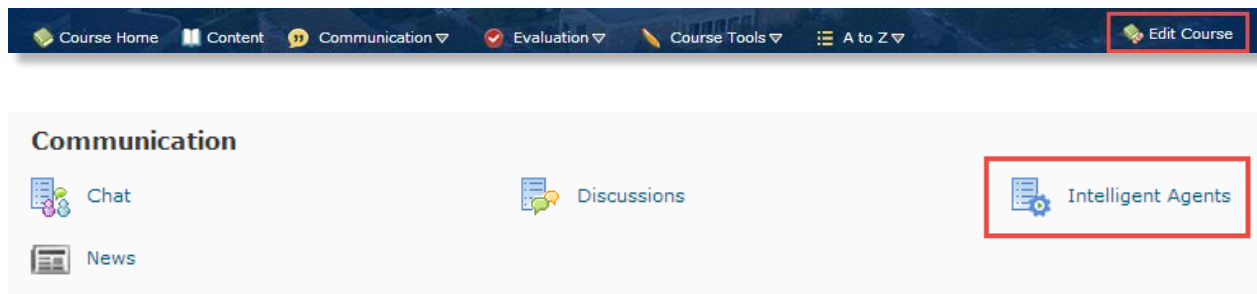 Course Home Content Communication Evaluation Course Tools A to Z Edit Course
Communication
Chat Discussions Intelligent Agents
News